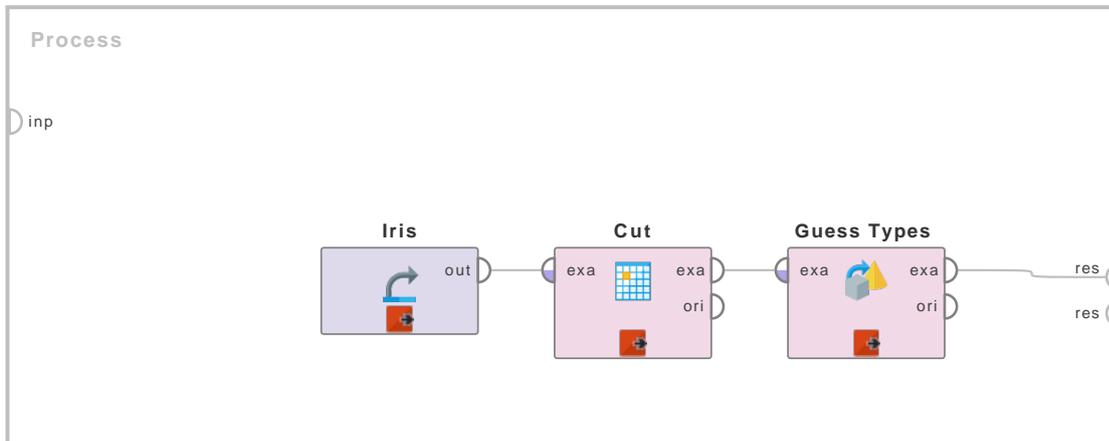 Process
inp
Iris
Cut
Guess Types
out
exa
exa
exa
exa
res
ori
ori
res